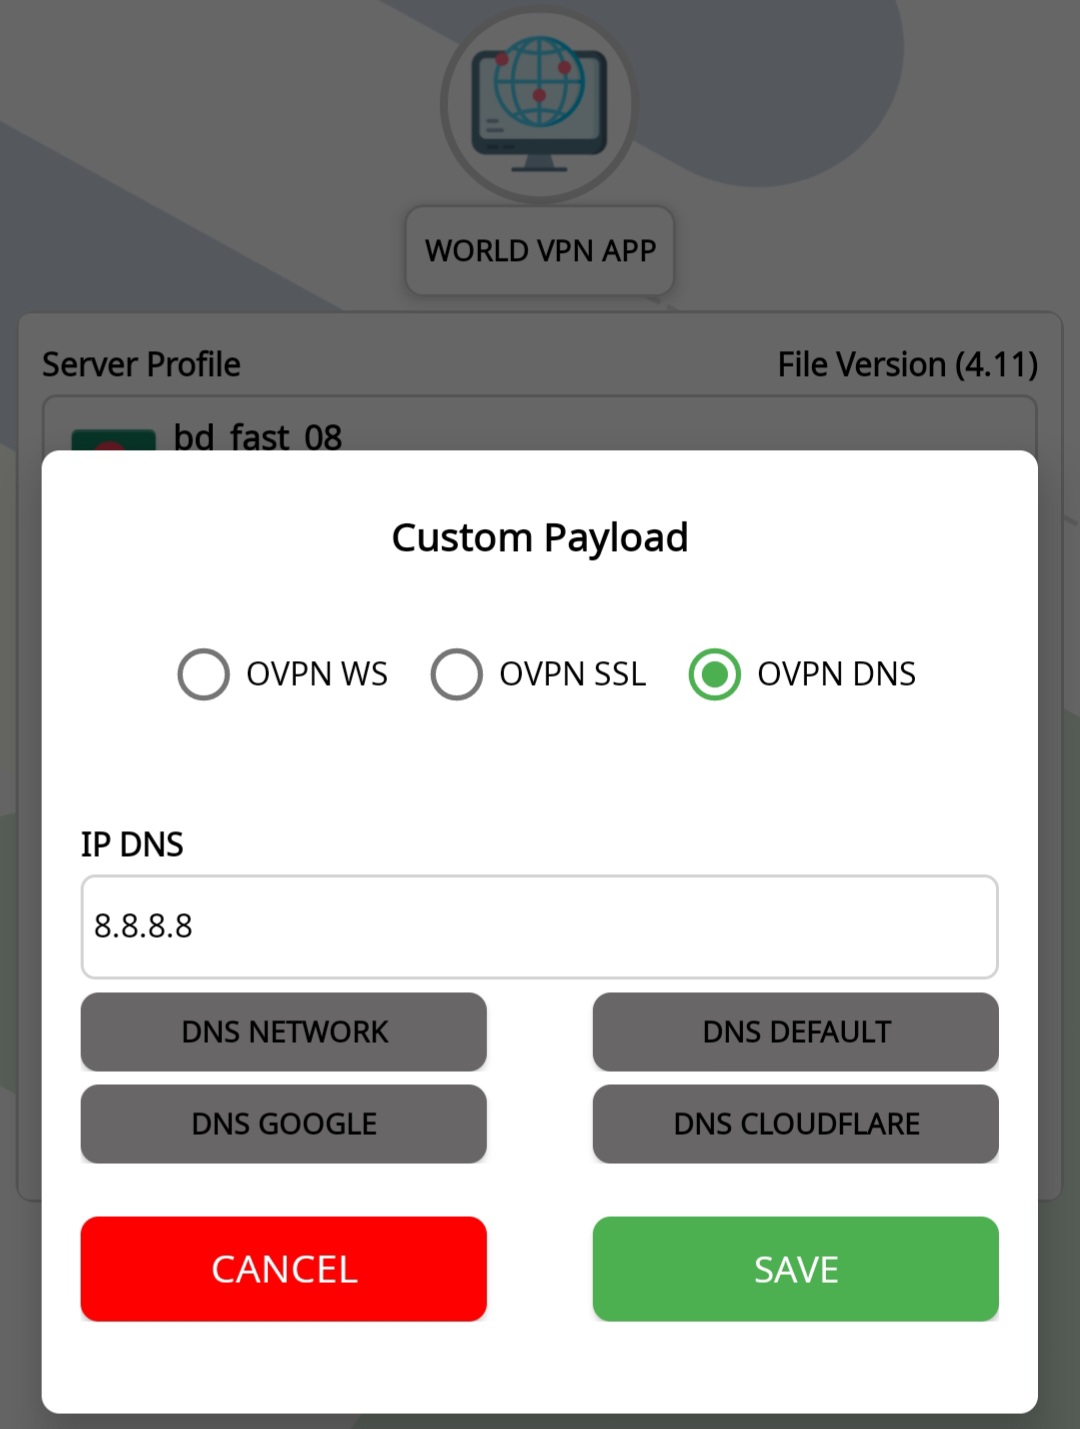 WORLD VPN APP
Server Profile
File Version (4.11)
bd_fast_08
Custom Payload
OVPN WS
OVPN SSL
OVPN DNS
IP DNS
8.8.8.8
DNS NETWORK
DNS DEFAULT
DNS GOOGLE
DNS CLOUDFLARE
CANCEL
SAVE